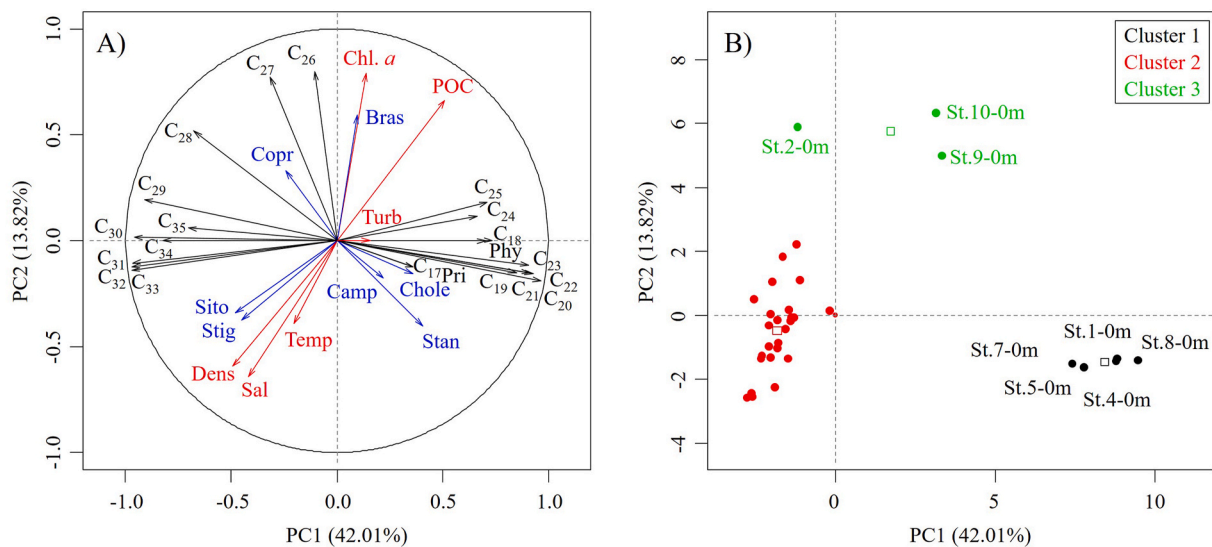 A)
1.0
0.5
0.0
-0.5
-1.0
PC2 (13.82%)
C26
C27
Chl. a
POC
Bras
C28
Copr
C29
C25
C24
C35
Turb
C30
C18
C34
Phy
C31
C23
C17
Pri
C32
C33
C19
C21
C22
C20
Camp
Chole
Sito
Stig
Temp
Stan
Dens
Sal
-1.0 -0.5 0.0 0.5 1.0
PC1 (42.01%)
B)
Cluster 1
Cluster 2
Cluster 3
8
6
4
2
0
-2
-4
PC2 (13.82%)
St.10-0m
St.2-0m
St.9-0m
St.1-0m
St.7-0m
St.8-0m
St.5-0m
St.4-0m
0 5 10
PC1 (42.01%)